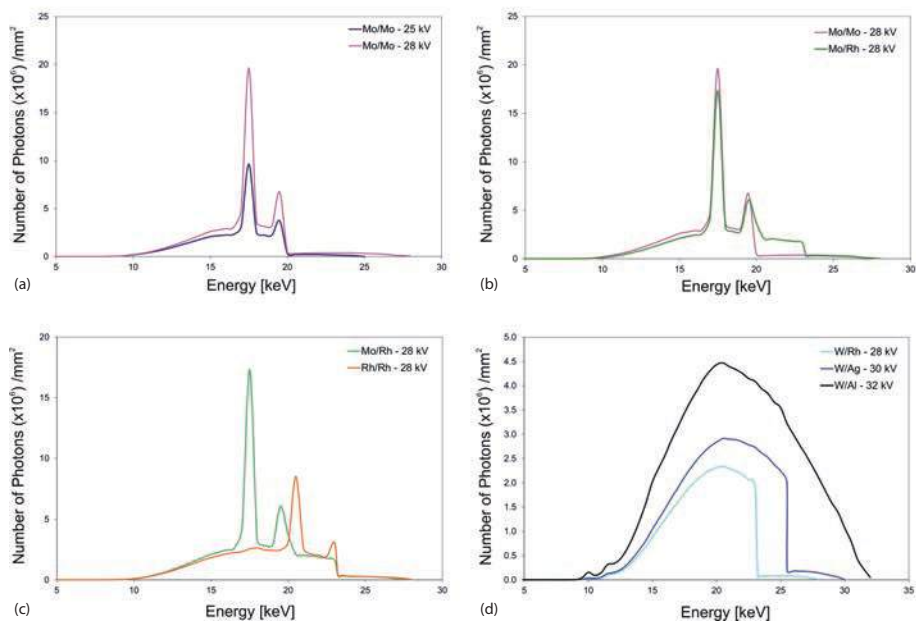 25
20
15
10
5
0
Number of Photons (x10⁶) /mm²
Mo/Mo - 25 kV
Mo/Mo - 28 kV
5 10 15 20 25 30
Energy [keV]
(a)
25
20
15
10
5
0
Number of Photons (x10⁶) /mm²
Mo/Mo - 28 kV
Mo/Rh - 28 kV
5 10 15 20 25 30
Energy [keV]
(b)
20
15
10
5
0
Number of Photons (x10⁶) /mm²
Mo/Rh - 28 kV
Rh/Rh - 28 kV
5 10 15 20 25 30
Energy [keV]
(c)
5.0
4.5
4.0
3.5
3.0
2.5
2.0
1.5
1.0
0.5
0.0
Number of Photons (x10⁶) /mm²
W/Rh - 28 kV
W/Ag - 30 kV
W/Al - 32 kV
5 10 15 20 25 30 35
Energy [keV]
(d)